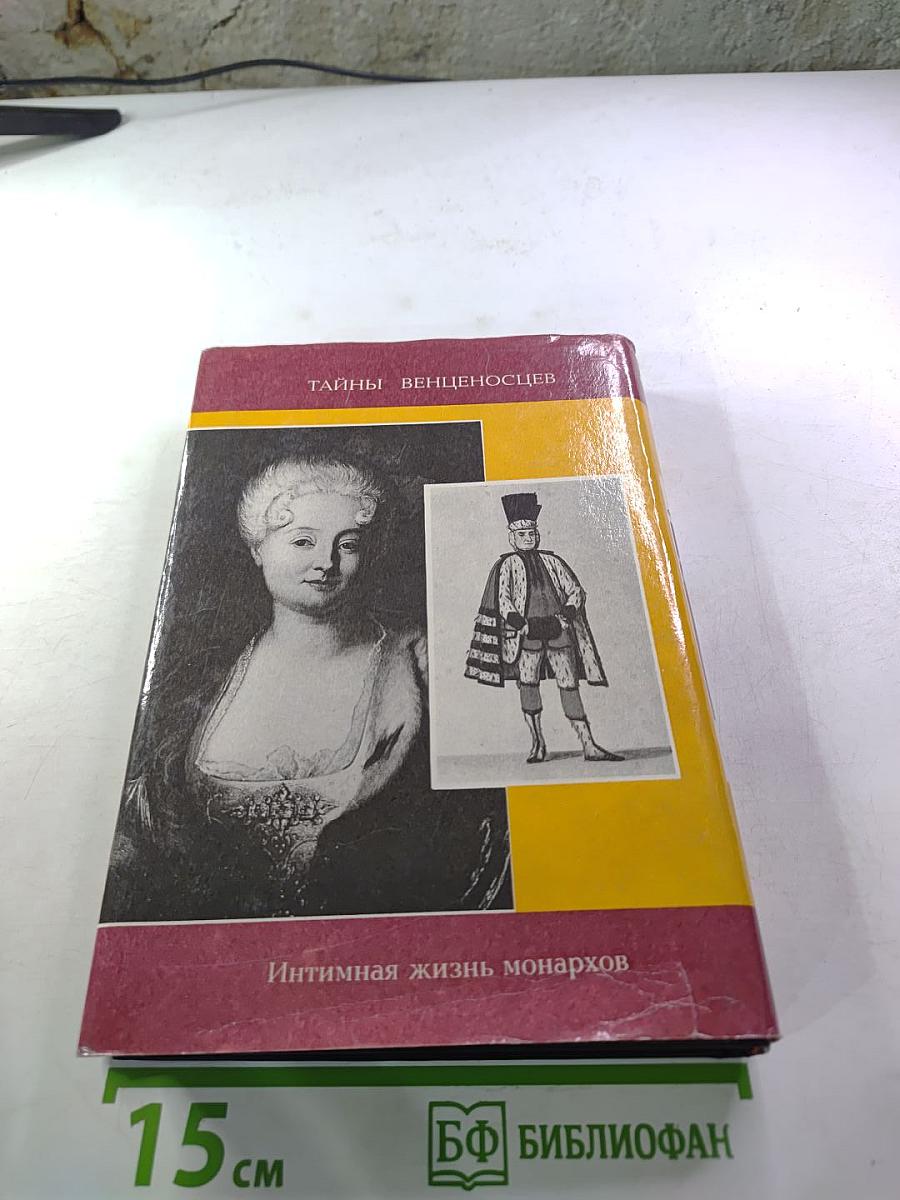 ТАЙНЫ ВЕНЦЕНОСЦЕВ
Интимная жизнь монархов
15 см
БФ БИБЛИОФАН